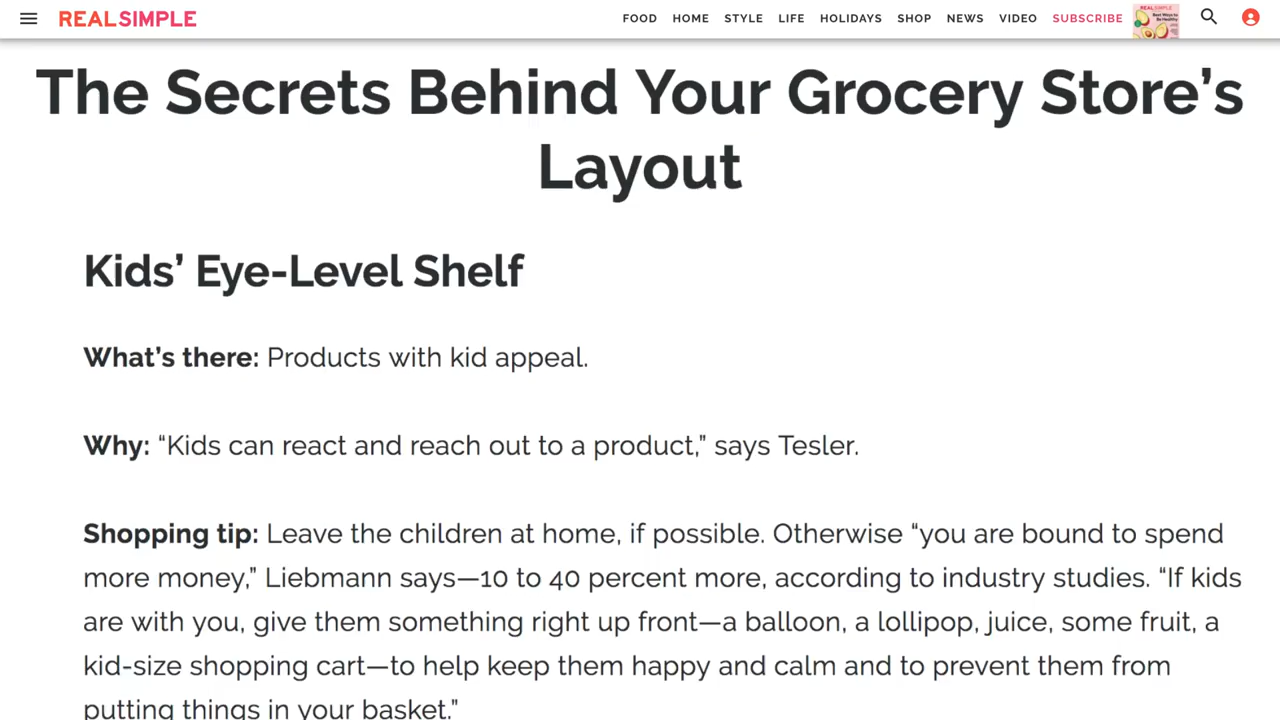 REALSIMPLE FOOD HOME STYLE LIFE HOLIDAYS SHOP NEWS VIDEO SUBSCRIBE
REALSIMPLE
The Secrets Behind Your Grocery Store’s
Layout
Kids’ Eye-Level Shelf
What’s there: Products with kid appeal.
Why: “Kids can react and reach out to a product,” says Tesler.
Shopping tip: Leave the children at home, if possible. Otherwise “you are bound to spend
more money,” Liebmann says—10 to 40 percent more, according to industry studies. “If kids
are with you, give them something right up front—a balloon, a lollipop, juice, some fruit, a
kid-size shopping cart—to help keep them happy and calm and to prevent them from
putting things in your basket.”